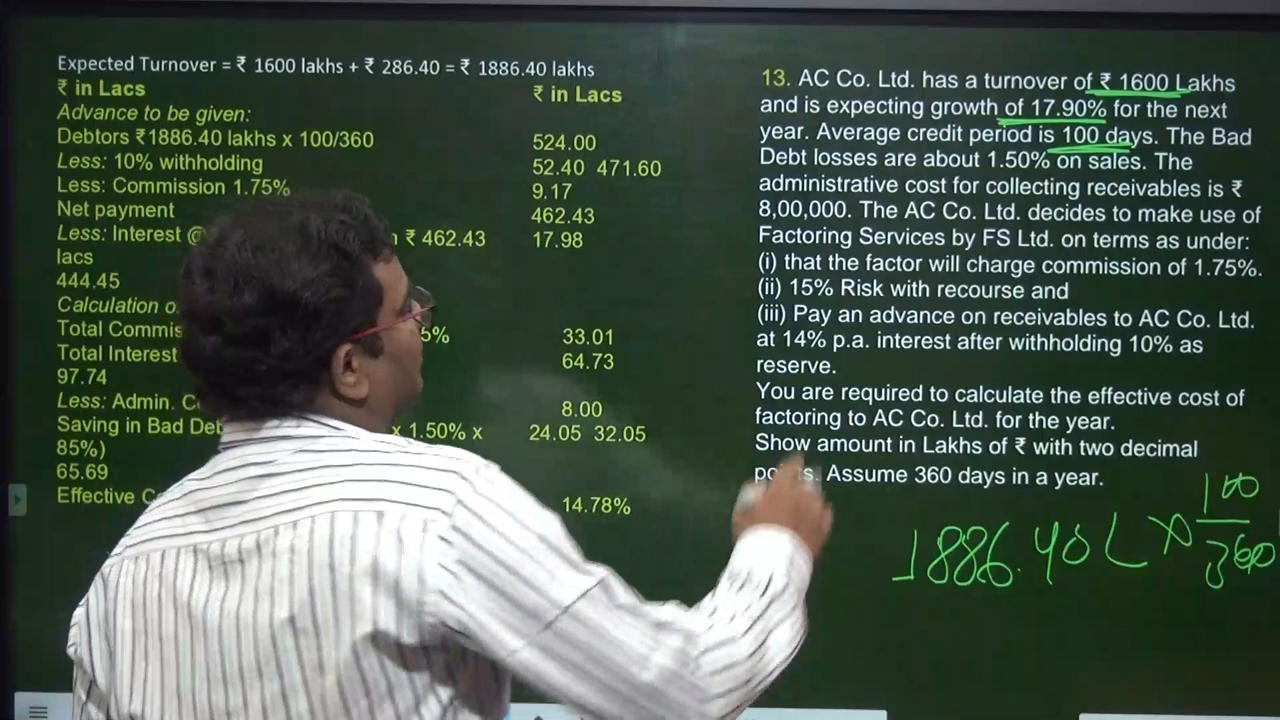 Expected Turnover = ₹ 1600 lakhs + ₹ 286.40 = ₹ 1886.40 lakhs
₹ in Lacs ₹ in Lacs
Advance to be given:
Debtors ₹1886.40 lakhs x 100/360 524.00
Less: 10% withholding 52.40 471.60
Less: Commission 1.75% 9.17
Net payment 462.43
Less: Interest @ ₹ 462.43 17.98
lacs
444.45
Calculation
Total 5% 33.01
Total Interest 64.73
97.74
Less: Admin. 8.00
Saving in Bad x 1.50% x 24.05 32.05
85%)
65.69
Effective 14.78%
13. AC Co. Ltd. has a turnover of ₹ 1600 Lakhs
and is expecting growth of 17.90% for the next
year. Average credit period is 100 days. The Bad
Debt losses are about 1.50% on sales. The
administrative cost for collecting receivables is ₹
8,00,000. The AC Co. Ltd. decides to make use of
Factoring Services by FS Ltd. on terms as under:
(i) that the factor will charge commission of 1.75%.
(ii) 15% Risk with recourse and
(iii) Pay an advance on receivables to AC Co. Ltd.
at 14% p.a. interest after withholding 10% as
reserve.
You are required to calculate the effective cost of
factoring to AC Co. Ltd. for the year.
Show amount in Lakhs of ₹ with two decimal
points. Assume 360 days in a year.
1886.40 L x 100/360